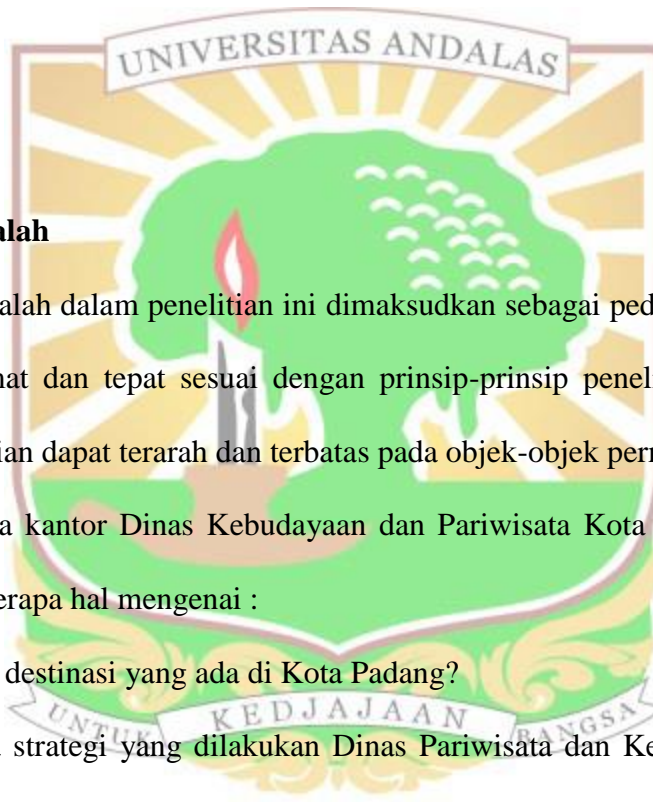 UNIVERSITAS ANDALAS
alah
alah dalam penelitian ini dimaksudkan sebagai ped
nat dan tepat sesuai dengan prinsip-prinsip penel
ian dapat terarah dan terbatas pada objek-objek perm
a kantor Dinas Kebudayaan dan Pariwisata Kota
erapa hal mengenai :
destinasi yang ada di Kota Padang?
UNTUK KEDJAJAAN BANGSA
strategi yang dilakukan Dinas Pariwisata dan Ke